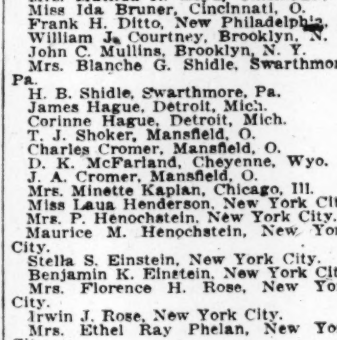 Miss Ida Bruner, Cincinnati, O.
Frank H. Ditto, New Philadelphia,
William J. Courtney, Brooklyn, N.
John C. Mullins, Brooklyn, N. Y.
Mrs. Blanche G. Shidle, Swarthmor
Pa.
H. B. Shidle, Swarthmore, Pa.
James Hague, Detroit, Mich.
Corinne Hague, Detroit, Mich.
T. J. Shoker, Mansfield, O.
Charles Cromer, Mansfield, O.
D. K. McFarland, Cheyenne, Wyo.
J. A. Cromer, Mansfield, O.
Mrs. Minette Kaplan, Chicago, Ill.
Miss Laua Henderson, New York Cit
Mrs. P. Henochstein, New York City.
Maurice M. Henochstein, New Yo
City.
Stella S. Einstein, New York City.
Benjamin K. Einstein, New York Cit
Mrs. Florence H. Rose, New Yo
City.
Irwin J. Rose, New York City.
Mrs. Ethel Ray Phelan, New Yo